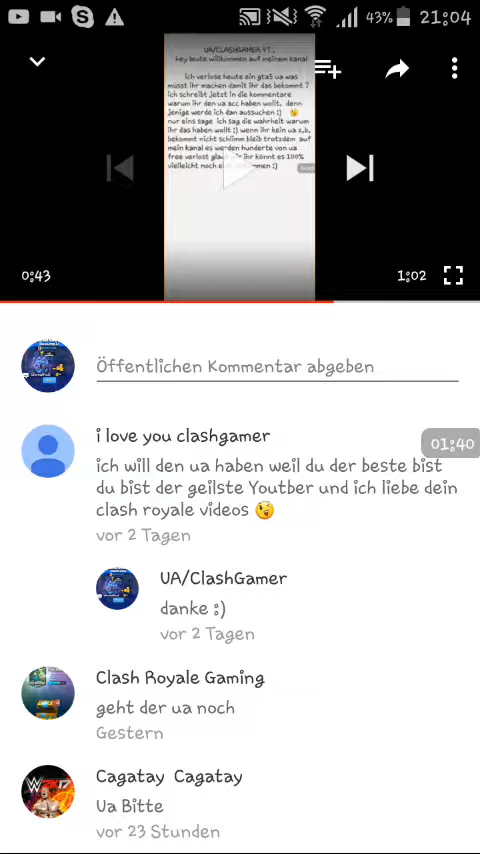 43% 21:04
UA/CLASHGAMER YT .
hey leute willkommen auf meinem kanal
ich verlose heute ein gta5 ua was
müsst ihr machen damit ihr das bekommt ?
ich schreibt jetzt in die kommentare
warum ihr den ua acc haben wollt. denn
jenige werde ich dan aussuchen :)
nur eins sage ich sag die wahrheit warum
ihr das haben wollt :) wenn ihr kein ua z.b.
bekommt nicht schlimm bleib trotzdem auf
mein kanal es werden hunderte von ua
free verlost ihr könnt es 100%
vielleicht noch :)
0:43
1:02
Öffentlichen Kommentar abgeben
i love you clashgamer
01:40
ich will den ua haben weil du der beste bist
du bist der geilste Youtber und ich liebe dein
clash royale videos
vor 2 Tagen
UA/ClashGamer
danke :)
vor 2 Tagen
Clash Royale Gaming
geht der ua noch
Gestern
Cagatay Cagatay
Ua Bitte
vor 23 Stunden